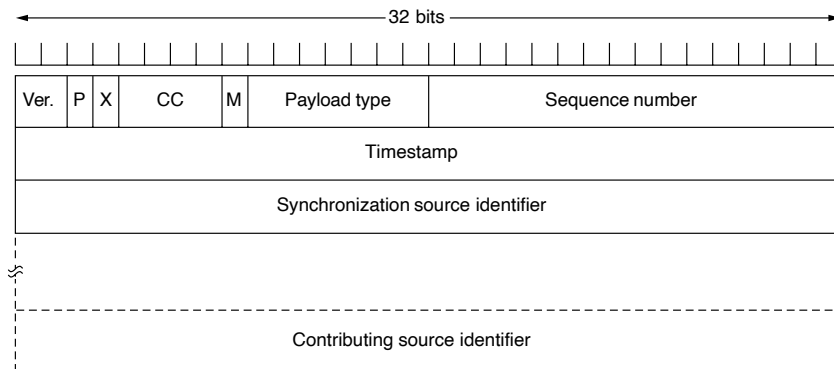 32 bits
Ver. P X CC M Payload type Sequence number
Timestamp
Synchronization source identifier
Contributing source identifier